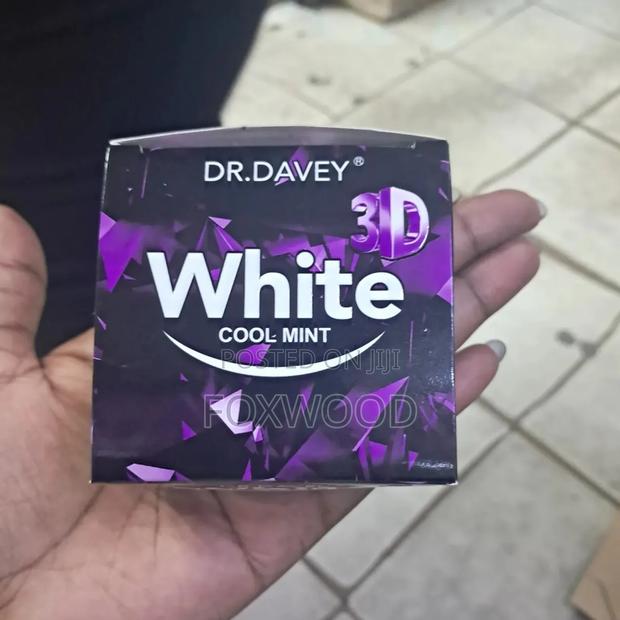 DR.DAVEY®
3D
White
COOL MINT
POSTED ON JIJI
FOXWOOD